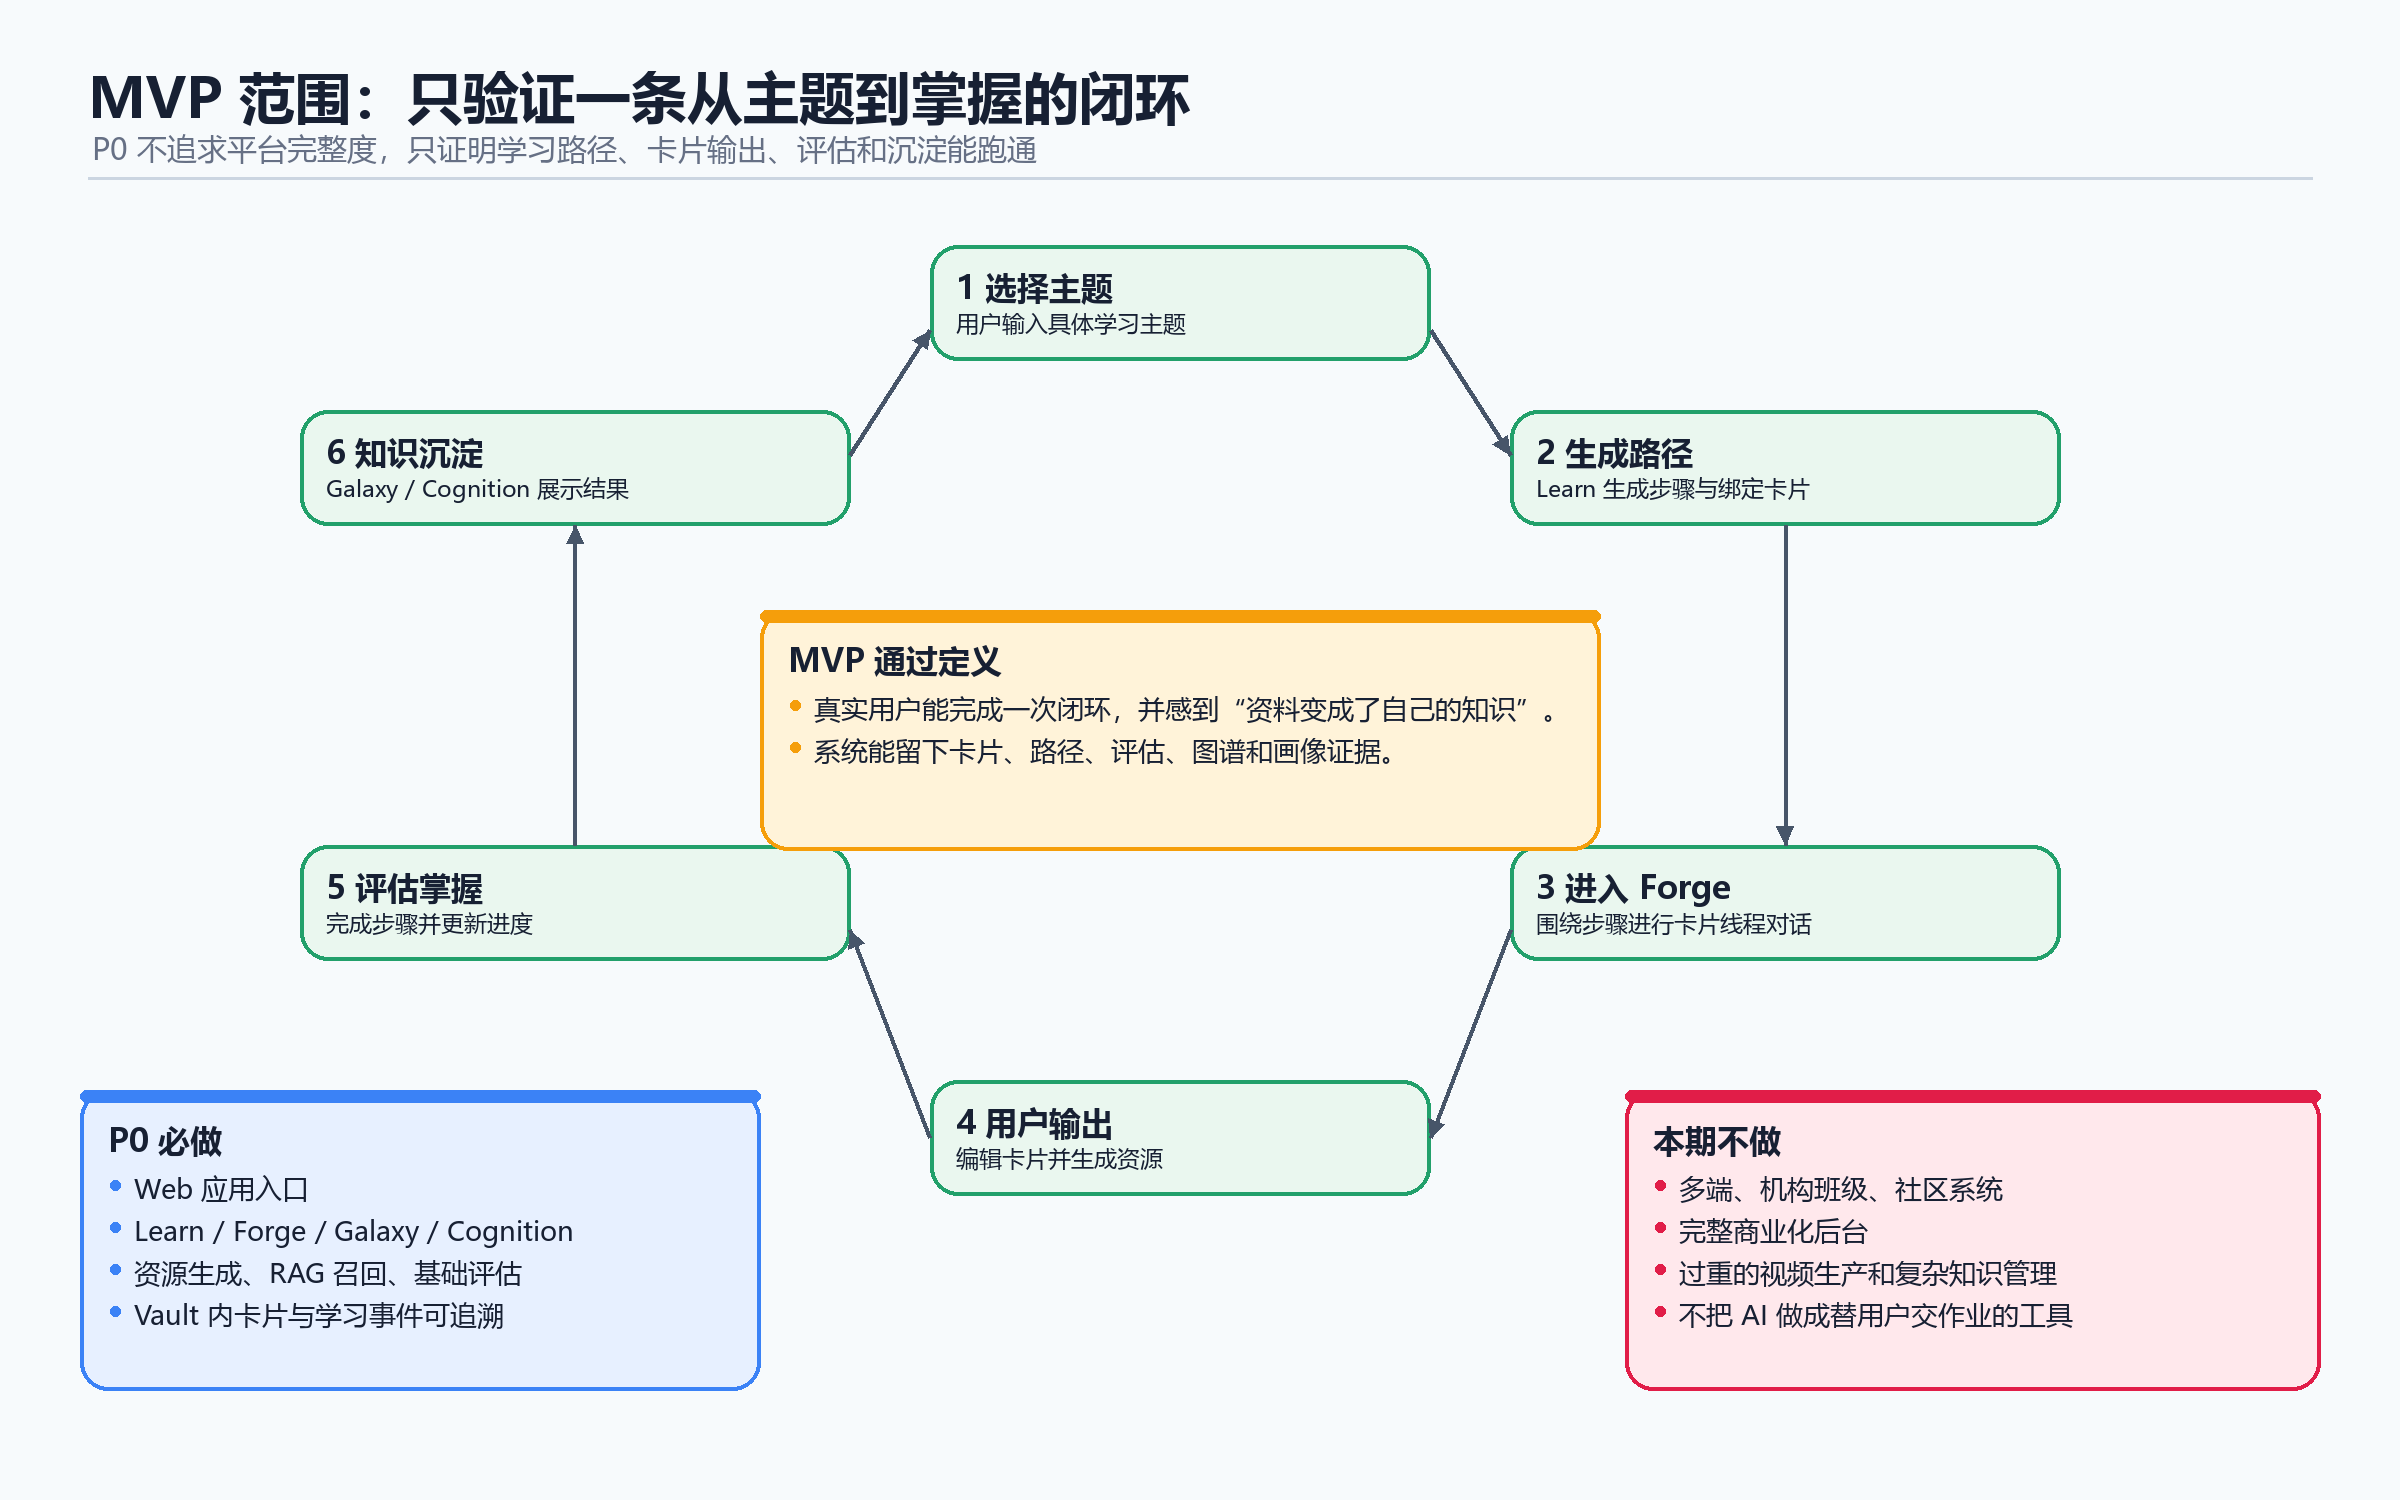 MVP 范围：只验证一条从主题到掌握的闭环
P0 不追求平台完整度，只证明学习路径、卡片输出、评估和沉淀能跑通
1 选择主题
用户输入具体学习主题
2 生成路径
Learn 生成步骤与绑定卡片
3 进入 Forge
围绕步骤进行卡片线程对话
4 用户输出
编辑卡片并生成资源
5 评估掌握
完成步骤并更新进度
6 知识沉淀
Galaxy / Cognition 展示结果
MVP 通过定义
真实用户能完成一次闭环，并感到“资料变成了自己的知识”。
系统能留下卡片、路径、评估、图谱和画像证据。
P0 必做
Web 应用入口
Learn / Forge / Galaxy / Cognition
资源生成、RAG 召回、基础评估
Vault 内卡片与学习事件可追溯
本期不做
多端、机构班级、社区系统
完整商业化后台
过重的视频生产和复杂知识管理
不把 AI 做成替用户交作业的工具